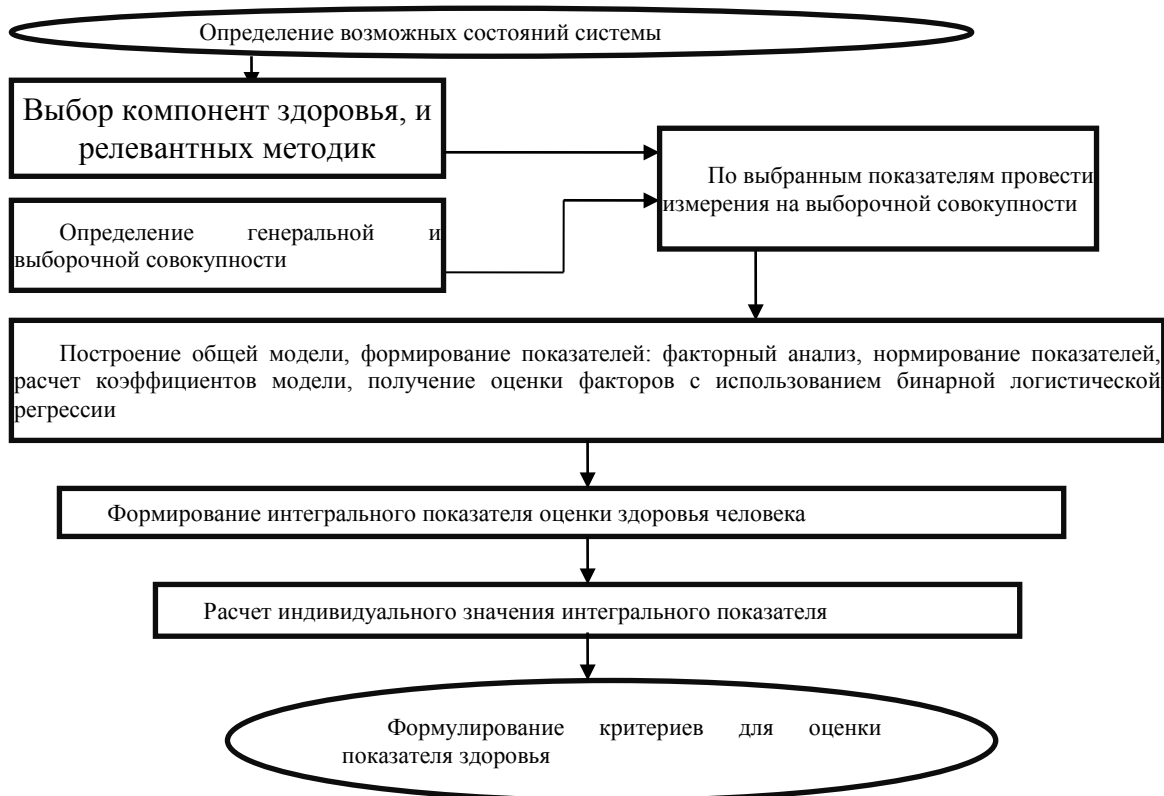 Определение возможных состояний системы
Выбор компонент здоровья, и
релевантных методик
По выбранным показателям провести
измерения на выборочной совокупности
Определение генеральной и
выборочной совокупности
Построение общей модели, формирование показателей: факторный анализ, нормирование показателей,
расчет коэффициентов модели, получение оценки факторов с использованием бинарной логистической
регрессии
Формирование интегрального показателя оценки здоровья человека
Расчет индивидуального значения интегрального показателя
Формулирование критериев для оценки
показателя здоровья